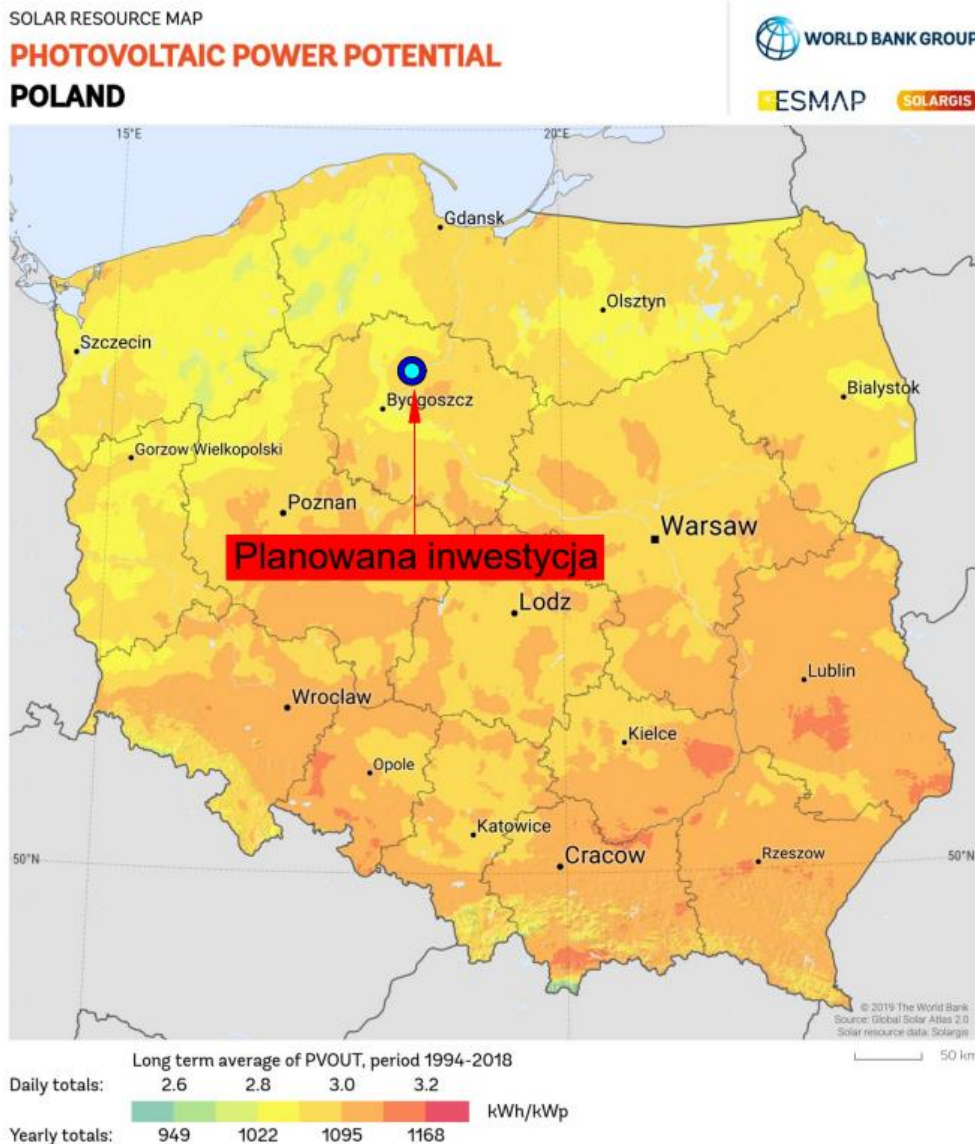 SOLAR RESOURCE MAP
PHOTOVOLTAIC POWER POTENTIAL
POLAND
WORLD BANK GROUP
ESMAP
SOLARGIS
15°E
20°E
Gdansk
Olsztyn
Szczecin
Bialystok
Bydgoszcz
Gorzow Wielkopolski
Poznan
Warsaw
Planowana inwestycja
Lodz
Lublin
Wrocław
Kielce
Opole
Katowice
50°N
Cracow
Rzeszow
50°N
© 2019 The World Bank
Source: Global Solar Atlas 2.0
Solar resource data: Solargis
50 km
Long term average of PVOUT, period 1994-2018
Daily totals: 2.6 2.8 3.0 3.2
kWh/kWp
Yearly totals: 949 1022 1095 1168